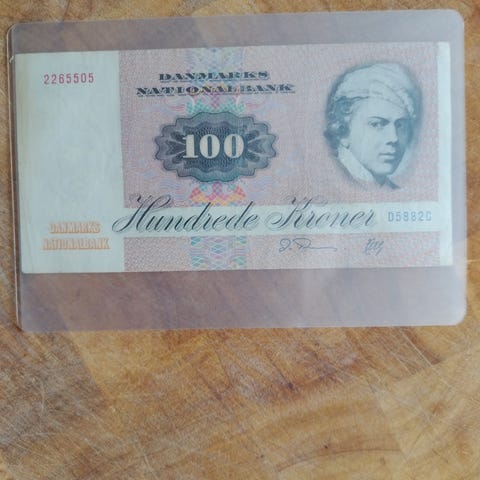 2265505
DANMARKS
NATIONALBANK
100
Hundrede Kroner
D5882C
DANMARKS
NATIONALBANK